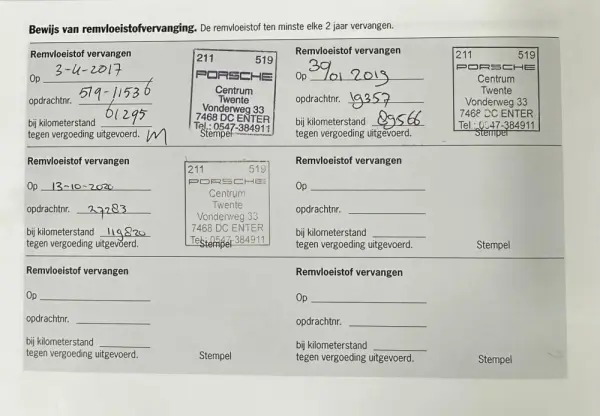 Bewijs van remvloeistofvervanging. De remvloeistof ten minste elke 2 jaar vervangen.
Remvloeistof vervangen
Op 3-4-2017
opdrachtnr. 519-11536
bij kilometerstand 61295
tegen vergoeding uitgevoerd.
211 519
PORSCHE
Centrum
Twente
Vonderweg 33
7468 DC ENTER
Tel.: 0547-384911
Stempel
Remvloeistof vervangen
Op 30/01 2019
opdrachtnr. 19357
bij kilometerstand 89566
tegen vergoeding uitgevoerd.
211 519
PORSCHE
Centrum
Twente
Vonderweg 33
7468 DC ENTER
Tel.: 0547-384911
Stempel
Remvloeistof vervangen
Op 13-10-2020
opdrachtnr. 27283
bij kilometerstand 119820
tegen vergoeding uitgevoerd.
211 519
PORSCHE
Centrum
Twente
Vonderweg 33
7468 DC ENTER
Tel.: 0547-384911
Stempel
Remvloeistof vervangen
Op
opdrachtnr.
bij kilometerstand
tegen vergoeding uitgevoerd.
Stempel
Remvloeistof vervangen
Op
opdrachtnr.
bij kilometerstand
tegen vergoeding uitgevoerd.
Stempel
Remvloeistof vervangen
Op
opdrachtnr.
bij kilometerstand
tegen vergoeding uitgevoerd.
Stempel